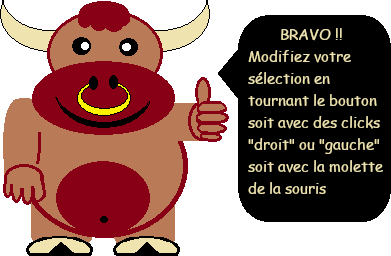 BRAVO !!
Modifiez votre
sélection en
tournant le bouton
soit avec des clicks
"droit" ou "gauche"
soit avec la molette
de la souris